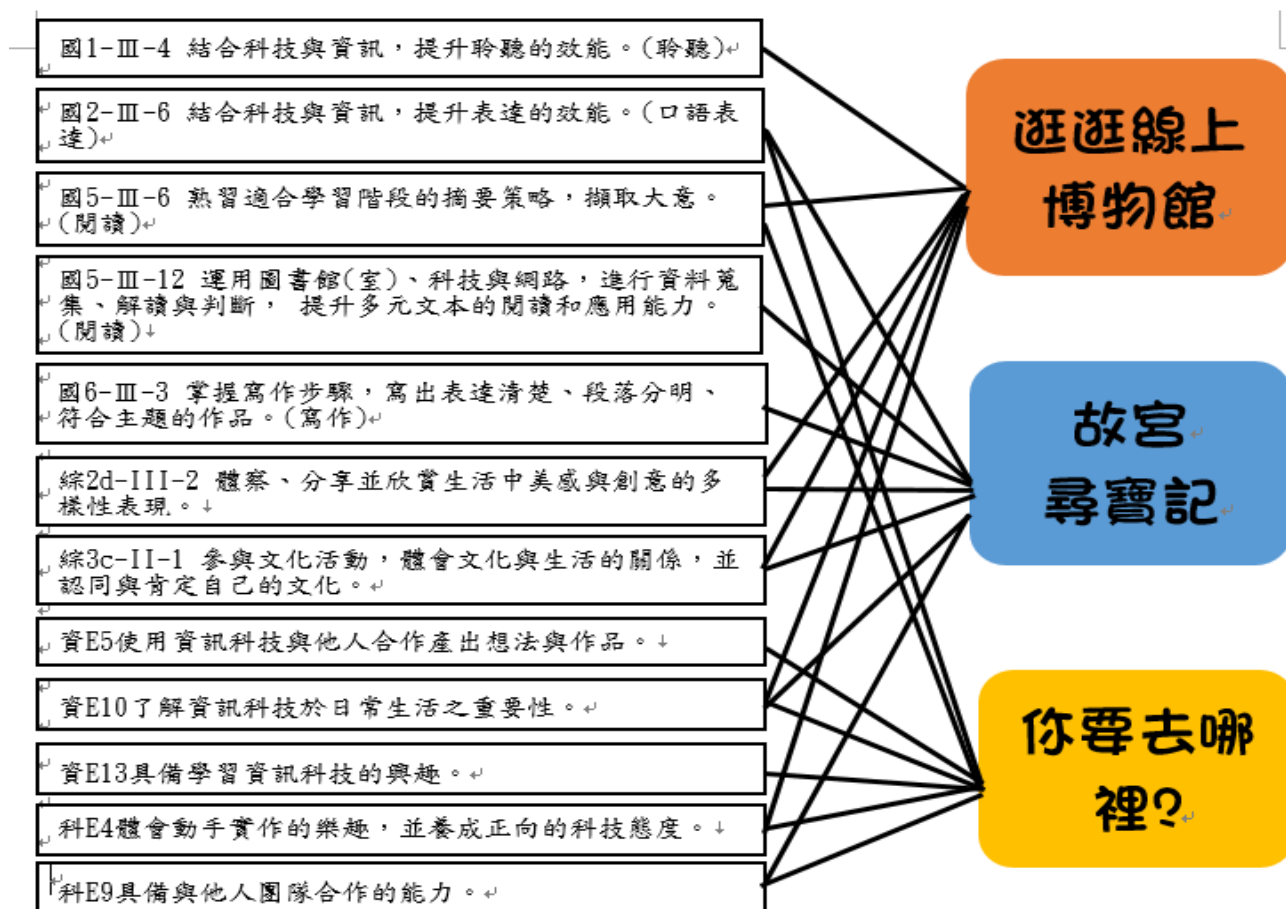 國1-Ⅲ-4 結合科技與資訊，提升聆聽的效能。(聆聽)
國2-Ⅲ-6 結合科技與資訊，提升表達的效能。(口語表
達)
國5-Ⅲ-6 熟習適合學習階段的摘要策略，擷取大意。
(閱讀)
國5-Ⅲ-12 運用圖書館(室)、科技與網路，進行資料蒐
集、解讀與判斷， 提升多元文本的閱讀和應用能力。
(閱讀)
國6-Ⅲ-3 掌握寫作步驟，寫出表達清楚、段落分明、
符合主題的作品。(寫作)
綜2d-III-2 體察、分享並欣賞生活中美感與創意的多
樣性表現。
綜3c-II-1 參與文化活動，體會文化與生活的關係，並
認同與肯定自己的文化。
資E5使用資訊科技與他人合作產出想法與作品。
資E10了解資訊科技於日常生活之重要性。
資E13具備學習資訊科技的興趣。
科E4體會動手實作的樂趣，並養成正向的科技態度。
科E9具備與他人團隊合作的能力。
逛逛線上
博物館
故宮
尋寶記
你要去哪
裡?